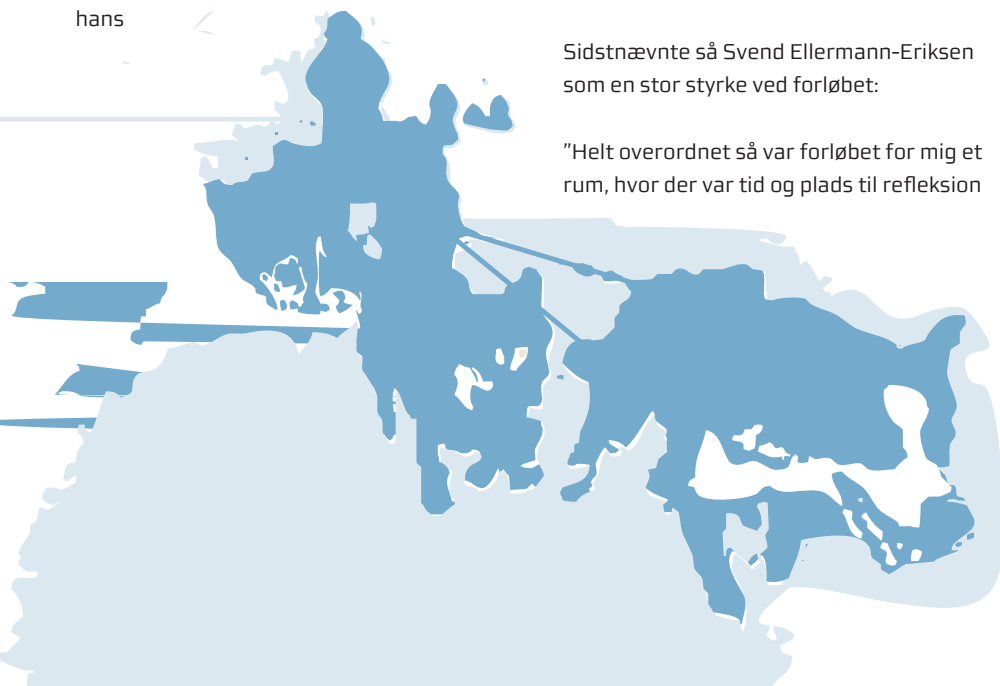 hans
Sidstnævnte så Svend Ellermann-Eriksen
som en stor styrke ved forløbet:
”Helt overordnet så var forløbet for mig et
rum, hvor der var tid og plads til refleksion